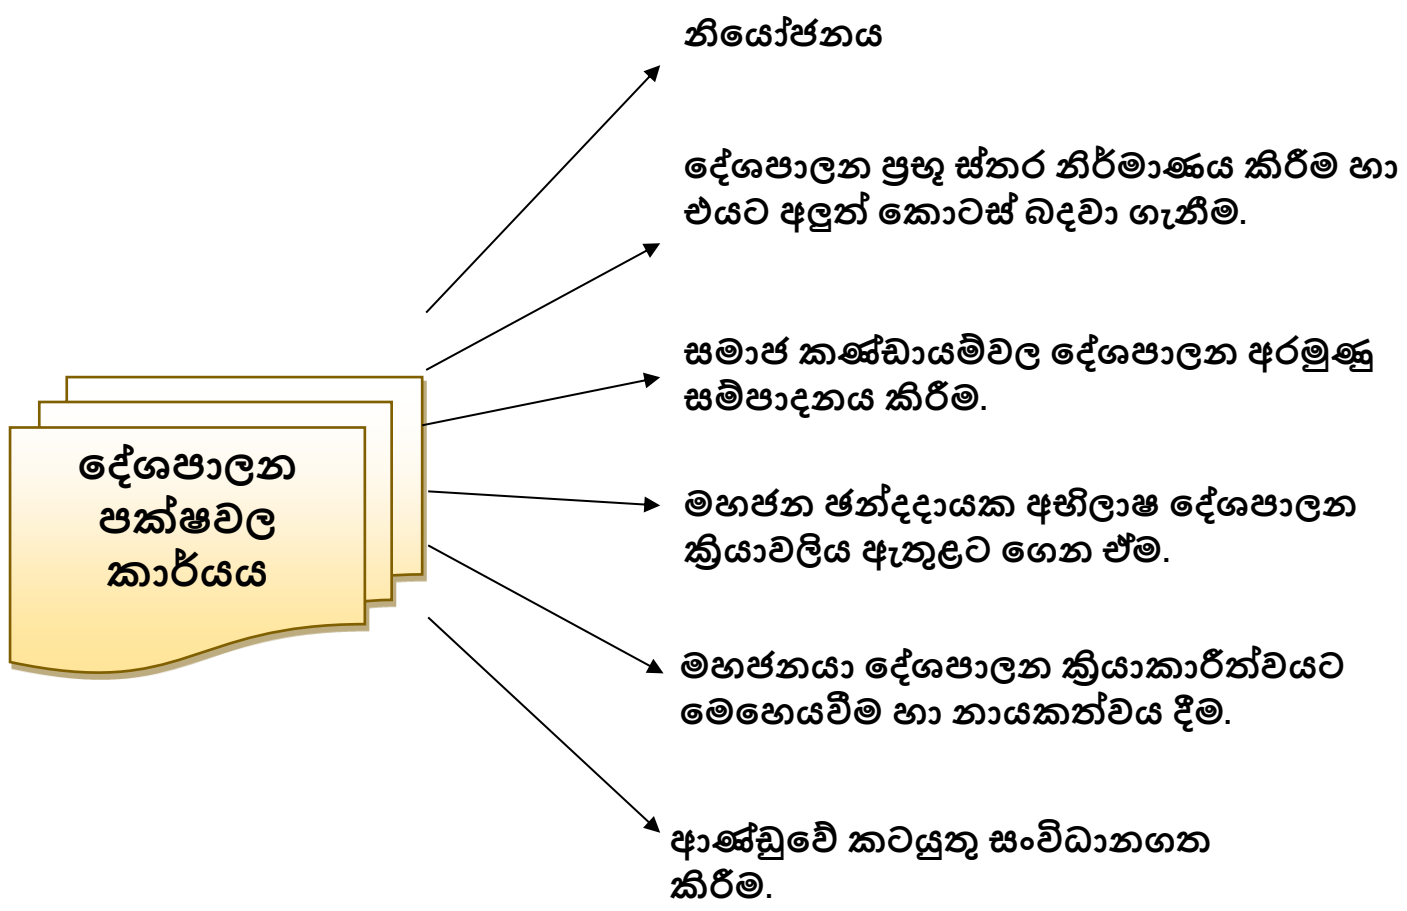 නියෝජනය
දේශපාලන ප්‍රභූ ස්තර නිර්මාණය කිරීම හා
එයට අලුත් කොටස් බදවා ගැනීම.
සමාජ කණ්ඩායම්වල දේශපාලන අරමුණු
සම්පාදනය කිරීම.
දේශපාලන
පක්ෂවල
කාර්යය
මහජන ඡන්දදායක අභිලාෂ දේශපාලන
ක්‍රියාවලිය ඇතුළට ගෙන ඒම.
මහජනයා දේශපාලන ක්‍රියාකාරීත්වයට
මෙහෙයවීම හා නායකත්වය දීම.
ආණ්ඩුවේ කටයුතු සංවිධානගත
කිරීම.